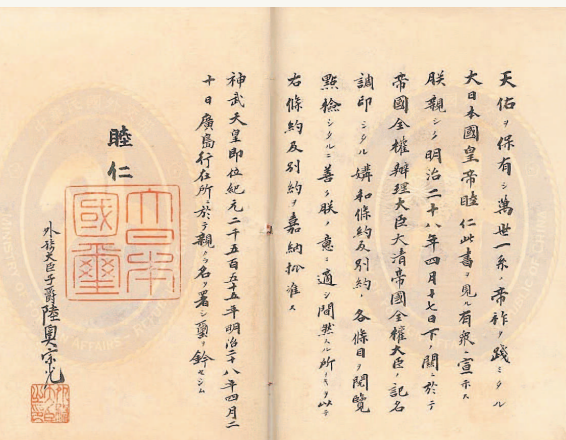 天佑ヲ保有シ萬世一系ノ帝祚ヲ踐ミタル
大日本國皇帝睦仁此書ヲ見ル有衆ニ宣示ス
朕親シク明治二十八年四月十七日下ノ關ニ於テ
帝國全權辦理大臣大清帝國全權大臣ノ記名
調印シタル媾和條約及別約ノ各條目ヲ閱覽
點檢シタルニ善ク朕ノ意ニ適シ間然スル所ナキヲ以テ
右條約及別約ヲ嘉納批准ス
神武天皇即位紀元二千五百五十五年明治二十八年四月二
十日廣島行在所ニ於テ親ラ名ヲ署シ璽ヲ鈐セシム
睦仁
大日本國璽
外務大臣子爵陸奧宗光